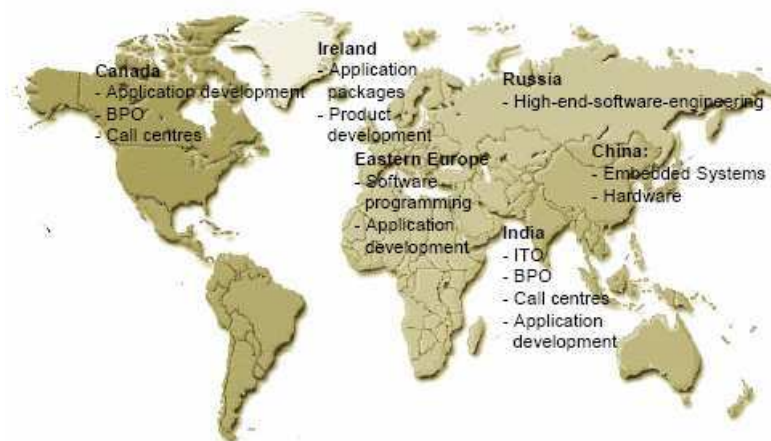 Canada
- Application development
- BPO
- Call centres
Ireland
- Application
packages
- Product
development
Eastern Europe
- Software
programming
- Application
development
Russia
- High-end-software-engineering
China:
- Embedded Systems
- Hardware
India
- ITO
- BPO
- Call centres
- Application
development